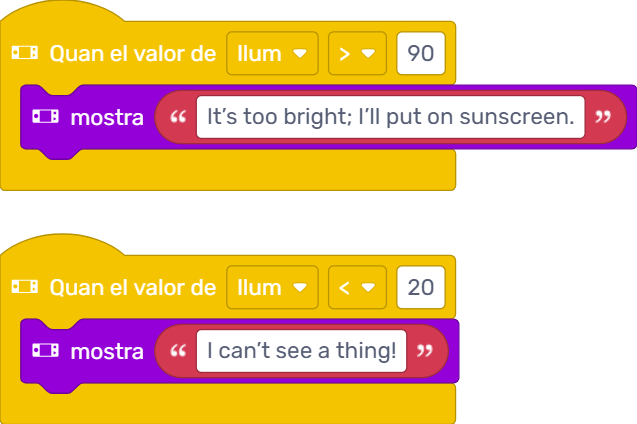 Quan el valor de llum > 90
mostra “ It’s too bright; I’ll put on sunscreen. ”
Quan el valor de llum < 20
mostra “ I can’t see a thing! ”